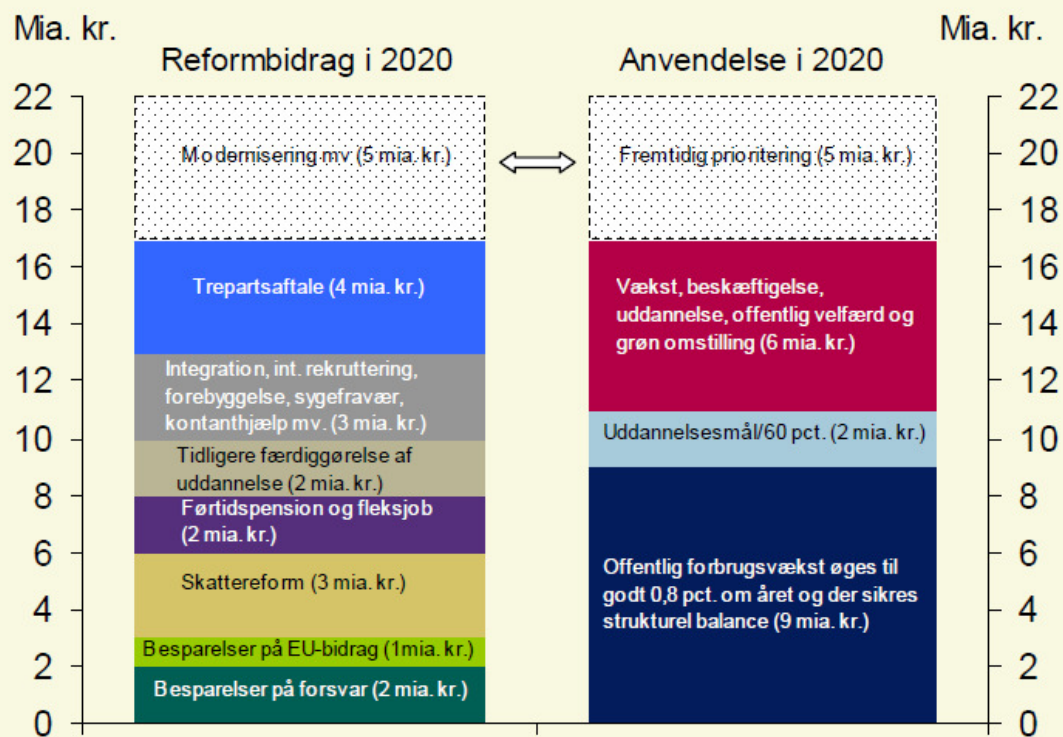 Mia. kr.
Mia. kr.
Reformbidrag i 2020
Anvendelse i 2020
22
20
18
16
14
12
10
8
6
4
2
0
Modernisering mv (5 mia. kr.)
Trepartsaftale (4 mia. kr.)
Integration, int. rekruttering,
forebyggelse, sygefravær,
kontanthjælp mv. (3 mia. kr.)
Tidligere færdiggørelse af
uddannelse (2 mia. kr.)
Førtidspension og fleksjob
(2 mia. kr.)
Skattereform (3 mia. kr.)
Besparelser på EU-bidrag (1mia. kr.)
Besparelser på forsvar (2 mia. kr.)
Fremtidig prioritering (5 mia. kr.)
Vækst, beskæftigelse,
uddannelse, offentlig velfærd og
grøn omstilling (6 mia. kr.)
Uddannelsesmål/60 pct. (2 mia. kr.)
Offentlig forbrugsvækst øges til
godt 0,8 pct. om året og der sikres
strukturel balance (9 mia. kr.)
22
20
18
16
14
12
10
8
6
4
2
0